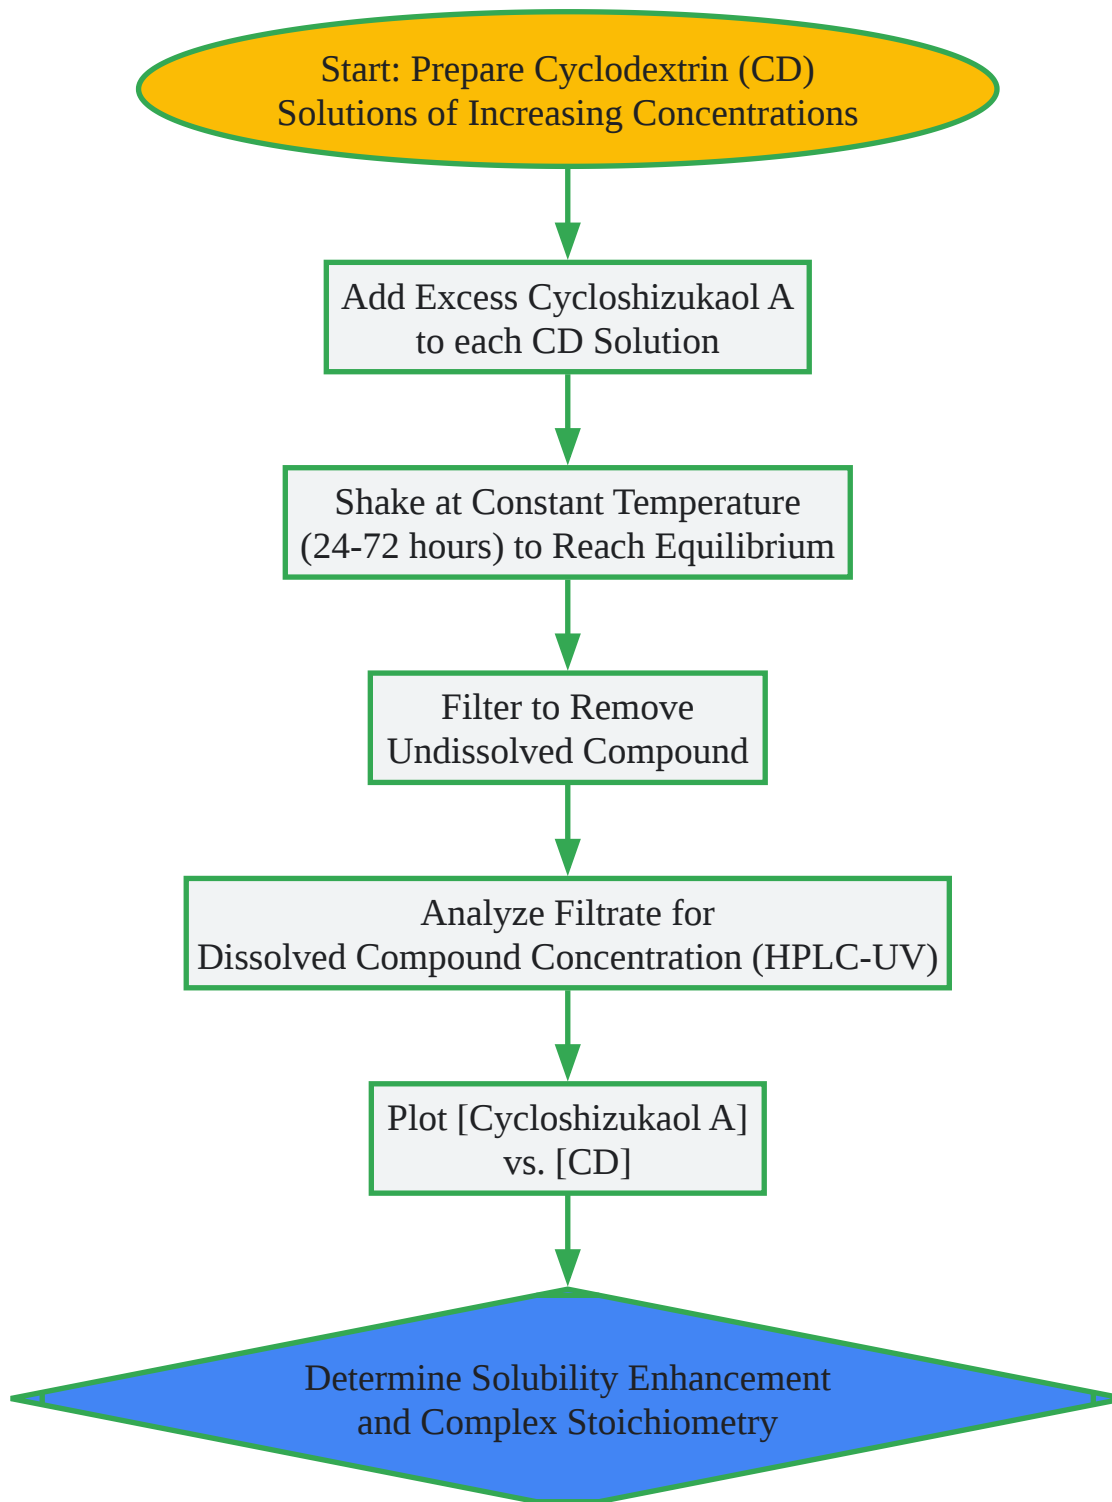 Start: Prepare Cyclodextrin (CD)
Solutions of Increasing Concentrations
Add Excess Cycloshizukaol A
to each CD Solution
Shake at Constant Temperature
(24-72 hours) to Reach Equilibrium
Filter to Remove
Undissolved Compound
Analyze Filtrate for
Dissolved Compound Concentration (HPLC-UV)
Plot [Cycloshizukaol A]
vs. [CD]
Determine Solubility Enhancement
and Complex Stoichiometry